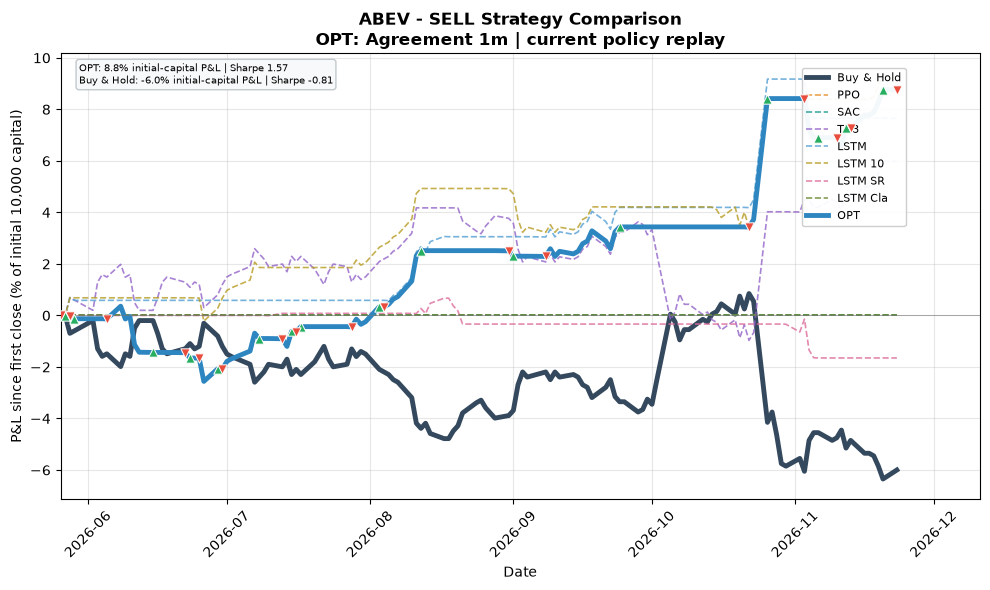 ABEV - SELL Strategy Comparison
OPT: Agreement 1m | current policy replay
OPT: 8.8% initial-capital P&L | Sharpe 1.57
Buy & Hold: -6.0% initial-capital P&L | Sharpe -0.81
Buy & Hold
PPO
SAC
LSTM
LSTM 10
LSTM SR
LSTM Cla
OPT
P&L since first close (% of initial 10,000 capital)
10
8
6
4
2
0
−2
−4
−6
2026-06
2026-07
2026-08
2026-09
2026-10
2026-11
2026-12
Date